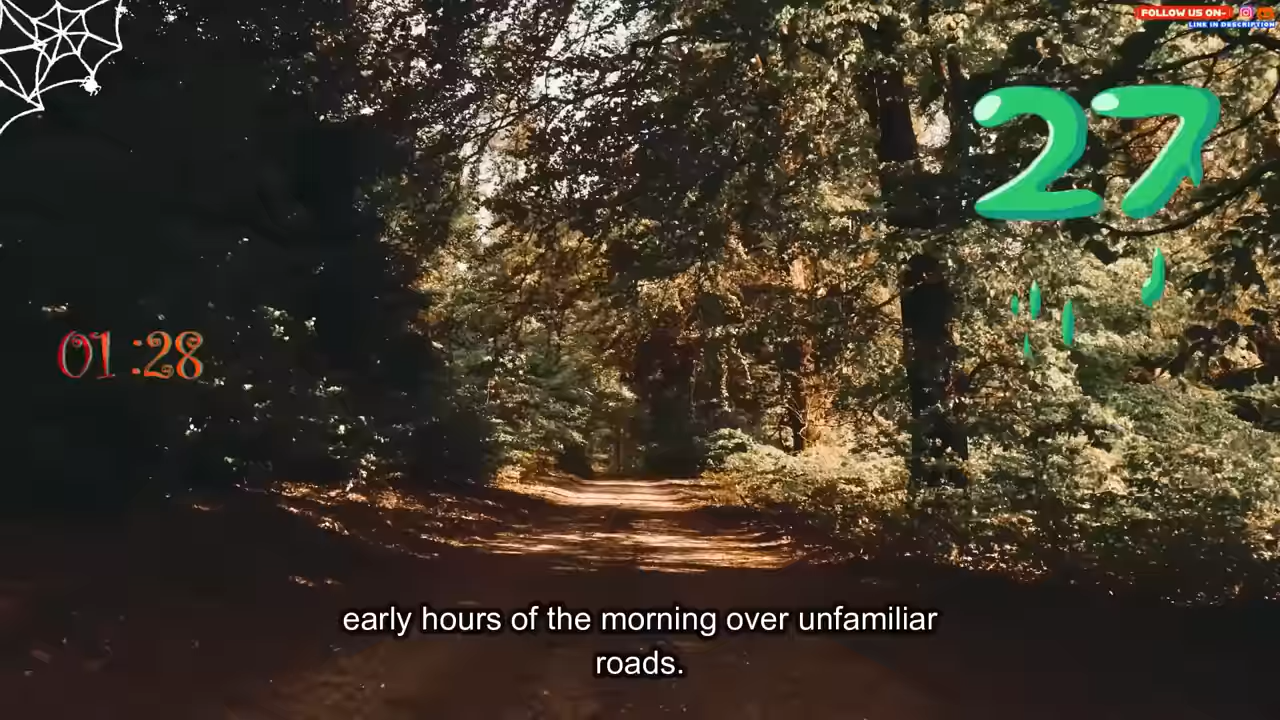 FOLLOW US ON-
LINK IN DESCRIPTION
27
01:28
early hours of the morning over unfamiliar
roads.